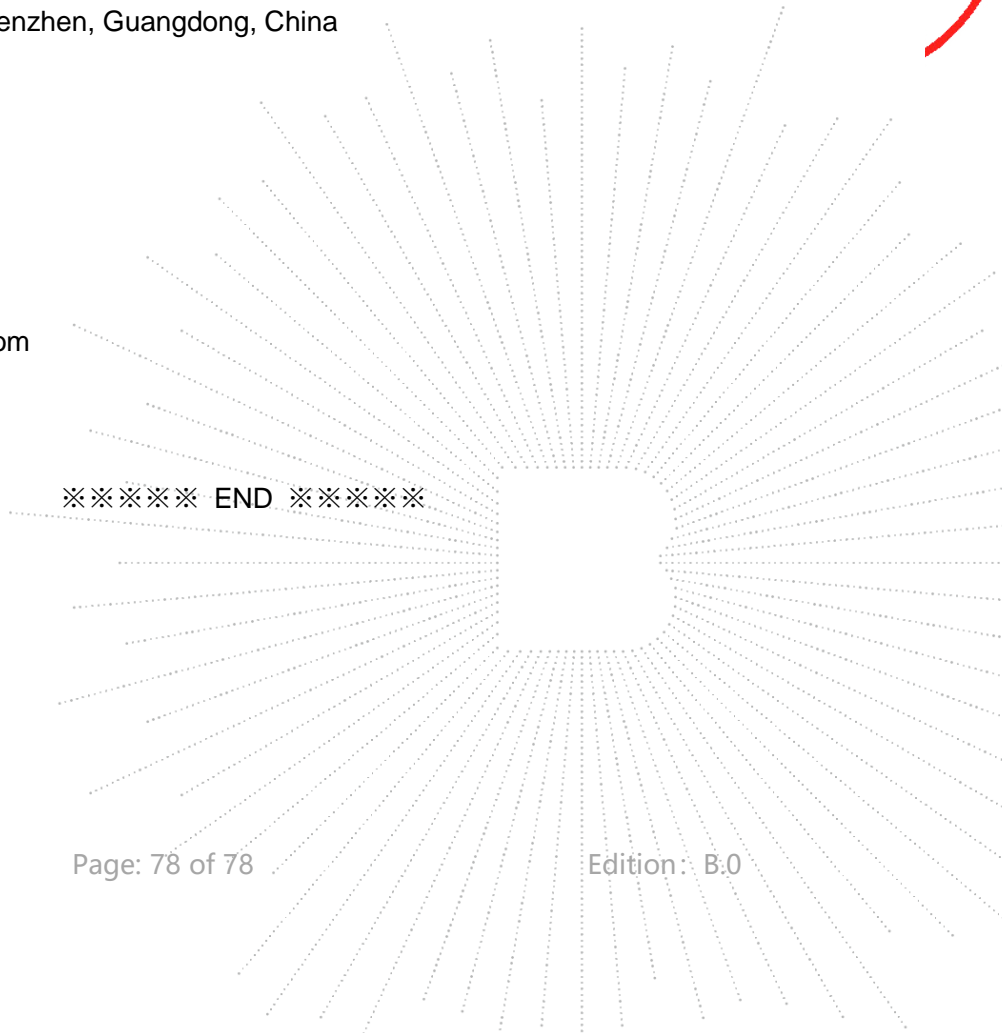 enzhen, Guangdong, China
om
※※※※※ END ※※※※※
Page: 78 of 78 Edition：B.0